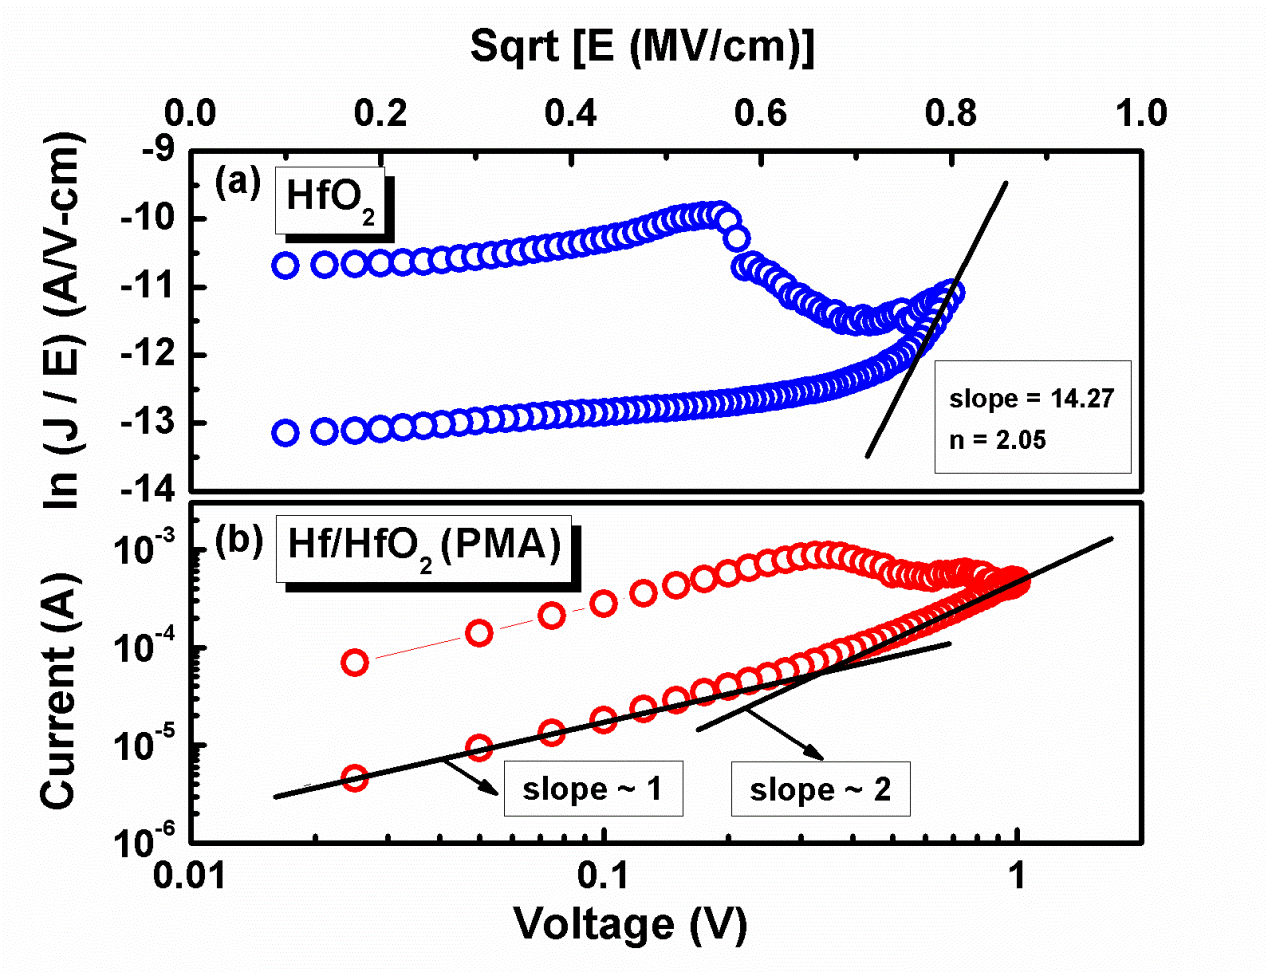 Sqrt [E (MV/cm)]
0.0 0.2 0.4 0.6 0.8 1.0
ln (J / E) (A/V-cm)
-9
-10
-11
-12
-13
-14
(a) HfO2
slope = 14.27
n = 2.05
Current (A)
10-3
10-4
10-5
10-6
(b) Hf/HfO2 (PMA)
slope ~ 1
slope ~ 2
0.01 0.1 1
Voltage (V)